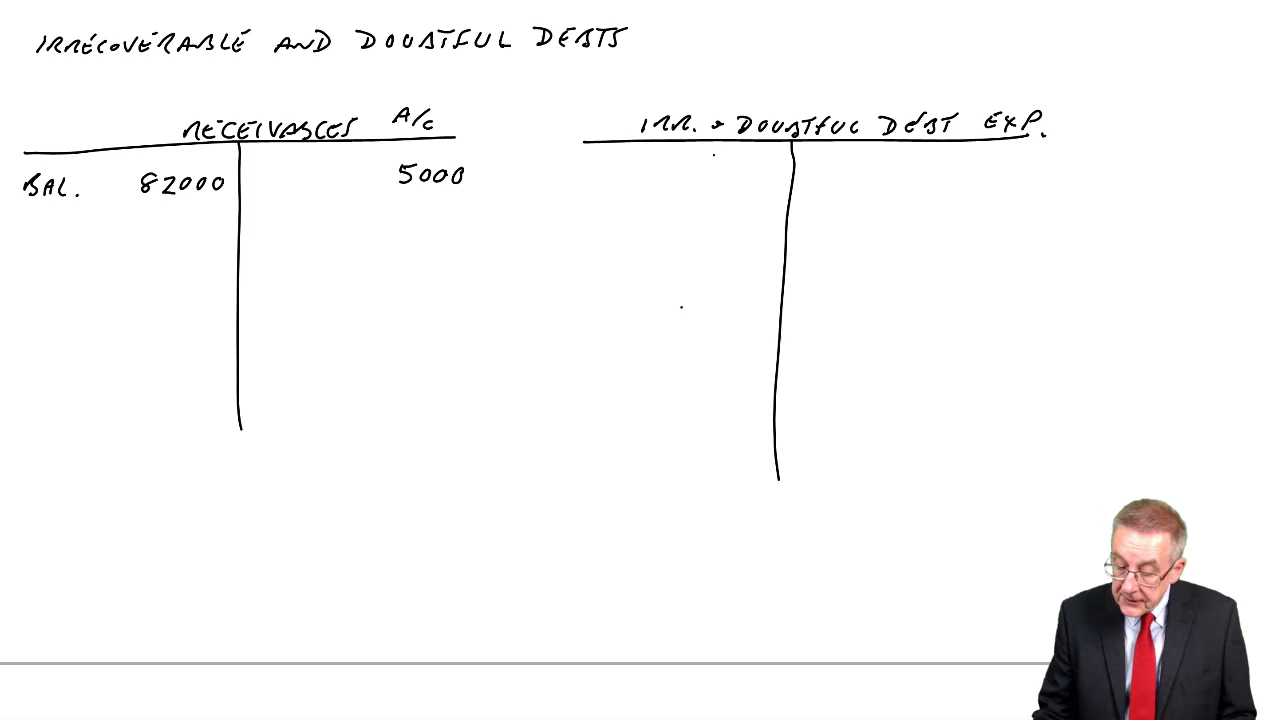 IRRECOVERABLE AND DOUBTFUL DEBTS
RECEIVABLES A/C
BAL. 82000 5000
IRR. + DOUBTFUL DEBT EXP.